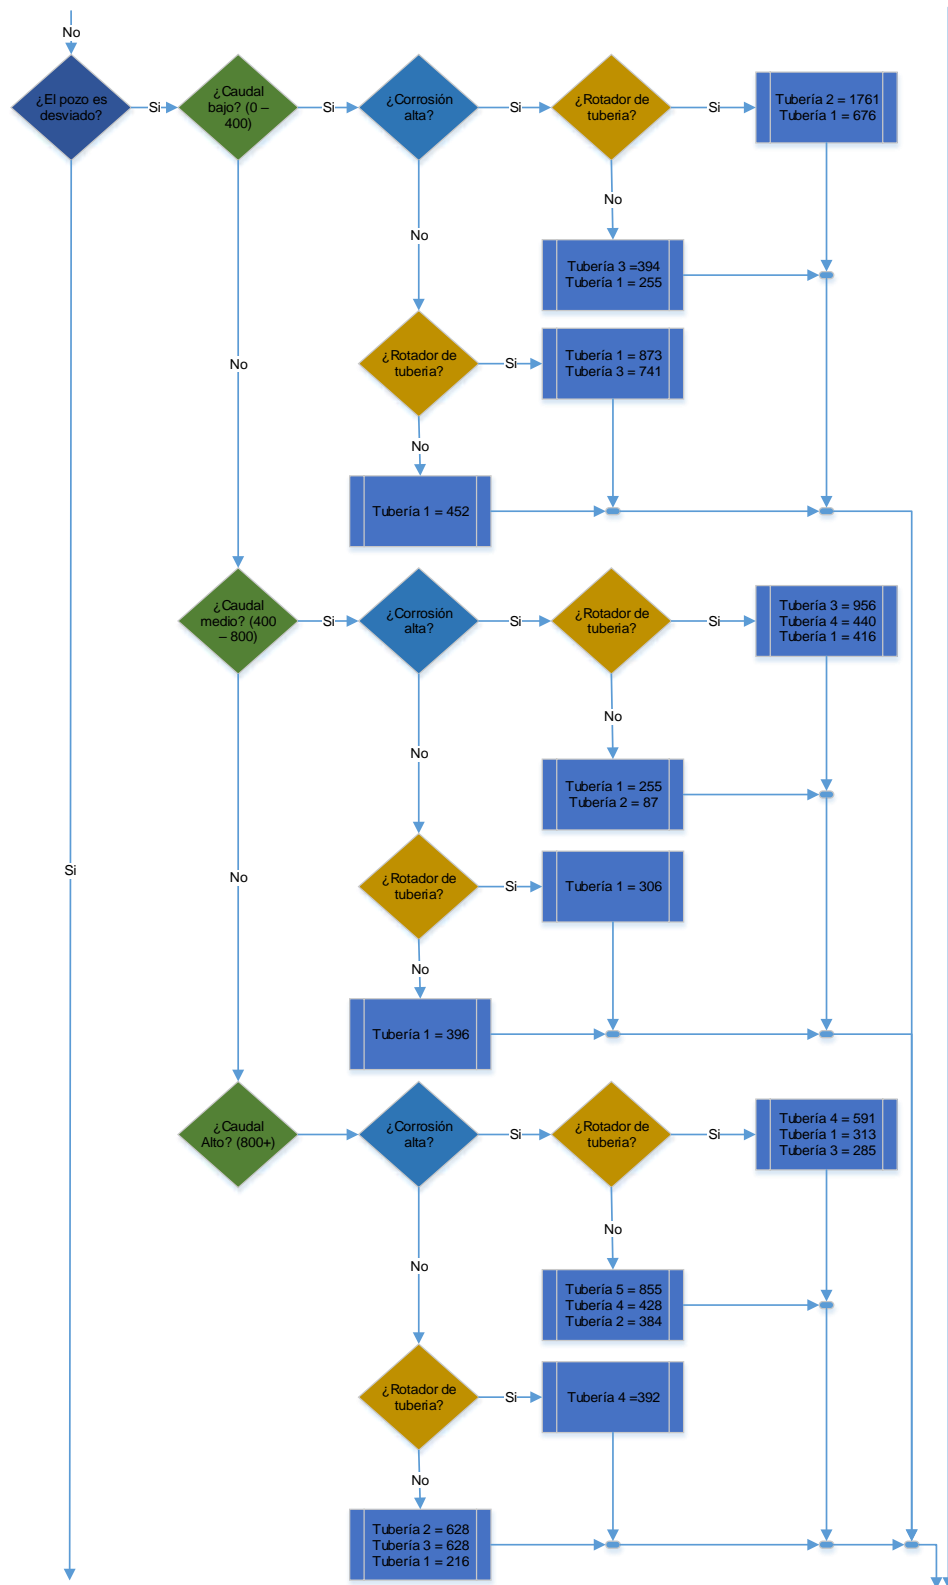 No
¿El pozo es
desviado?
Si
¿Caudal
bajo? (0 –
400)
Si
¿Corrosión
alta?
Si
¿Rotador de
tuberia?
Si
Tubería 2 = 1761
Tubería 1 = 676
No
No
Tubería 3 =394
Tubería 1 = 255
No
¿Rotador de
tuberia?
Si
Tubería 1 = 873
Tubería 3 = 741
No
Tubería 1 = 452
¿Caudal
medio? (400
– 800)
Si
¿Corrosión
alta?
Si
¿Rotador de
tuberia?
Si
Tubería 3 = 956
Tubería 4 = 440
Tubería 1 = 416
No
No
Tubería 1 = 255
Tubería 2 = 87
Si
No
¿Rotador de
tuberia?
Si
Tubería 1 = 306
No
Tubería 1 = 396
¿Caudal
Alto? (800+)
¿Corrosión
alta?
Si
¿Rotador de
tuberia?
Si
Tubería 4 = 591
Tubería 1 = 313
Tubería 3 = 285
No
No
Tubería 5 = 855
Tubería 4 = 428
Tubería 2 = 384
¿Rotador de
tuberia?
Si
Tubería 4 =392
No
Tubería 2 = 628
Tubería 3 = 628
Tubería 1 = 216